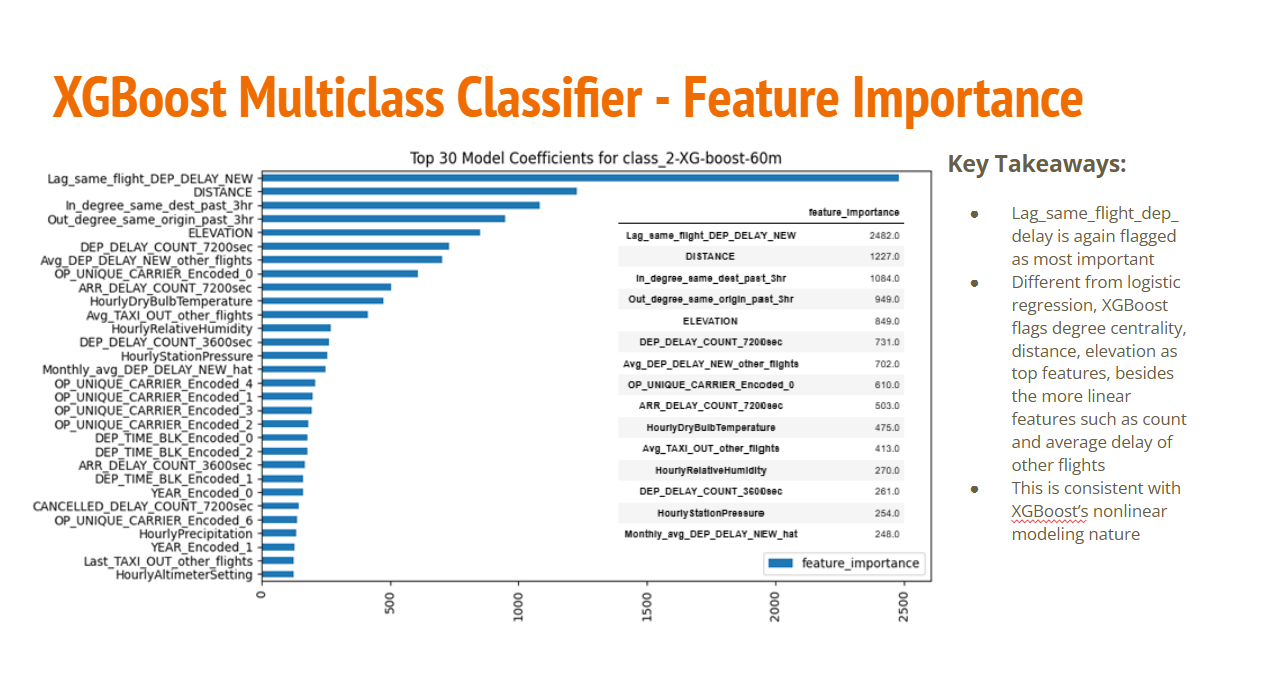 XGBoost Multiclass Classifier - Feature Importance
Top 30 Model Coefficients for class_2-XG-boost-60m
Lag_same_flight_DEP_DELAY_NEW
DISTANCE
In_degree_same_dest_past_3hr
Out_degree_same_origin_past_3hr
ELEVATION
DEP_DELAY_COUNT_7200sec
Avg_DEP_DELAY_NEW_other_flights
OP_UNIQUE_CARRIER_Encoded_0
ARR_DELAY_COUNT_7200sec
HourlyDryBulbTemperature
Avg_TAXI_OUT_other_flights
HourlyRelativeHumidity
DEP_DELAY_COUNT_3600sec
HourlyStationPressure
Monthly_avg_DEP_DELAY_NEW_hat
OP_UNIQUE_CARRIER_Encoded_4
OP_UNIQUE_CARRIER_Encoded_1
OP_UNIQUE_CARRIER_Encoded_3
OP_UNIQUE_CARRIER_Encoded_2
DEP_TIME_BLK_Encoded_0
DEP_TIME_BLK_Encoded_2
ARR_DELAY_COUNT_3600sec
DEP_TIME_BLK_Encoded_1
YEAR_Encoded_0
CANCELLED_DELAY_COUNT_7200sec
OP_UNIQUE_CARRIER_Encoded_6
HourlyPrecipitation
YEAR_Encoded_1
Last_TAXI_OUT_other_flights
HourlyAltimeterSetting
0
500
1000
1500
2000
2500
feature_importance
Lag_same_flight_DEP_DELAY_NEW 2482.0
DISTANCE 1227.0
In_degree_same_dest_past_3hr 1084.0
Out_degree_same_origin_past_3hr 949.0
ELEVATION 849.0
DEP_DELAY_COUNT_7200sec 731.0
Avg_DEP_DELAY_NEW_other_flights 702.0
OP_UNIQUE_CARRIER_Encoded_0 610.0
ARR_DELAY_COUNT_7200sec 503.0
HourlyDryBulbTemperature 475.0
Avg_TAXI_OUT_other_flights 413.0
HourlyRelativeHumidity 270.0
DEP_DELAY_COUNT_3600sec 261.0
HourlyStationPressure 254.0
Monthly_avg_DEP_DELAY_NEW_hat 248.0
feature_importance
Key Takeaways:
● Lag_same_flight_dep_
delay is again flagged
as most important
● Different from logistic
regression, XGBoost
flags degree centrality,
distance, elevation as
top features, besides
the more linear
features such as count
and average delay of
other flights
● This is consistent with
XGBoost's nonlinear
modeling nature